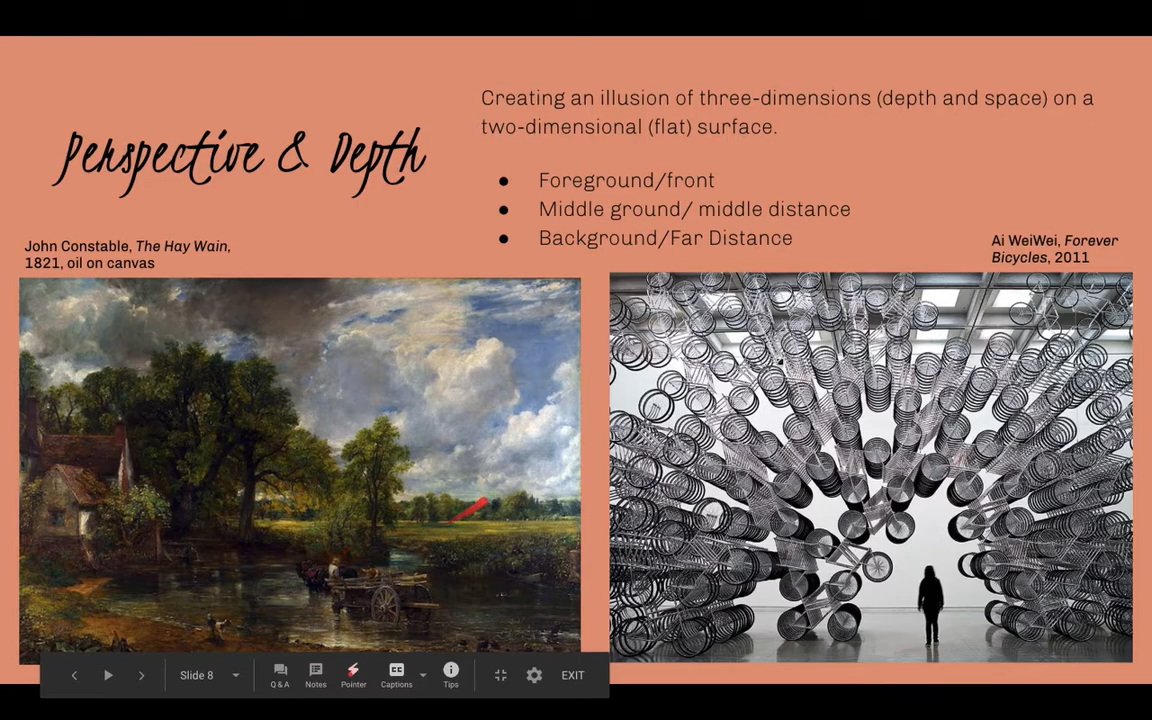 Creating an illusion of three-dimensions (depth and space) on a
two-dimensional (flat) surface.
Perspective & Depth
● Foreground/front
● Middle ground/ middle distance
● Background/Far Distance
John Constable, The Hay Wain,
1821, oil on canvas
Ai WeiWei, Forever
Bicycles, 2011
Slide 8
Q & A
Notes
Pointer
Captions
Tips
EXIT